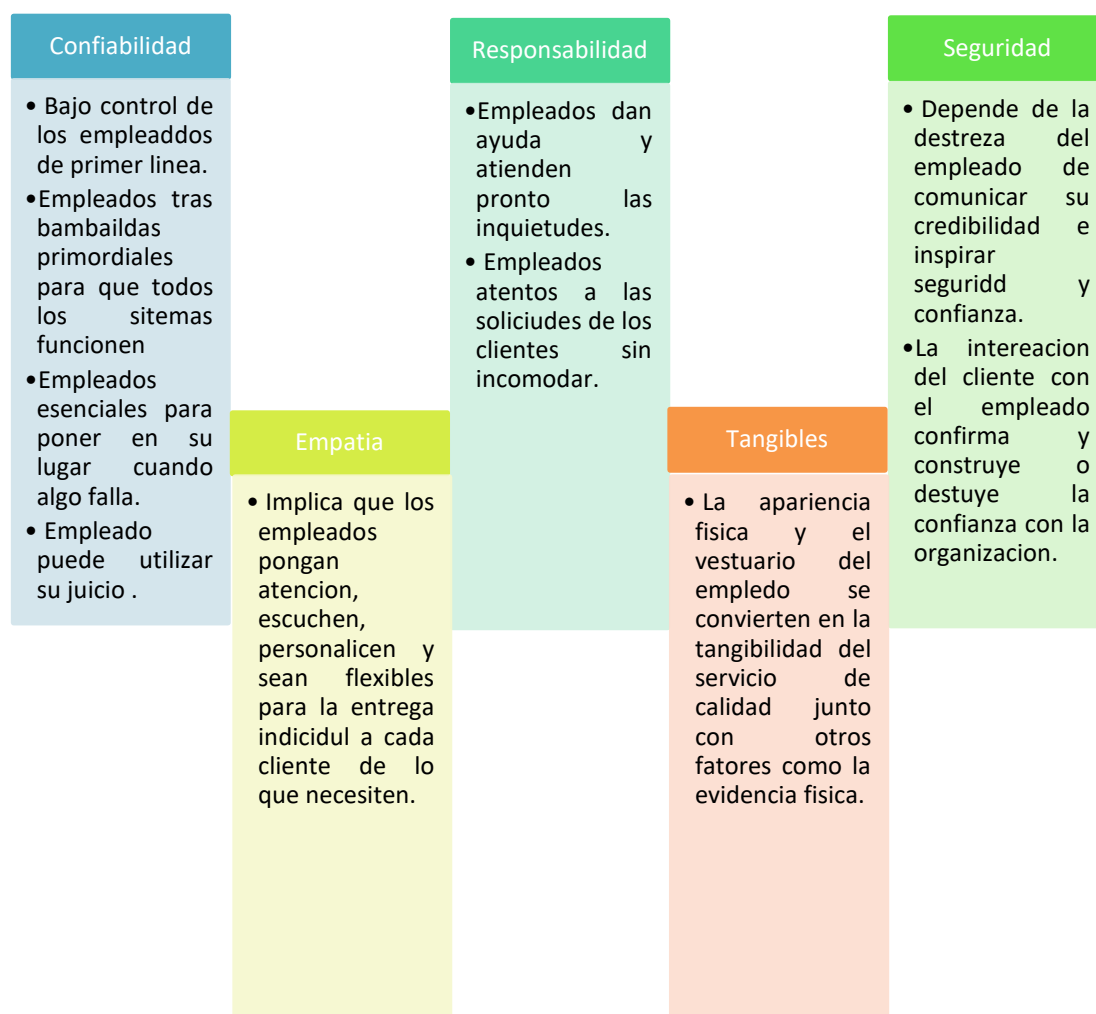 Confiabilidad
• Bajo control de
los empleaddos
de primer linea.
•Empleados tras
bambaildas
primordiales
para que todos
los sitemas
funcionen
•Empleados
esenciales para
poner en su
lugar cuando
algo falla.
• Empleado
puede utilizar
su juicio .
Empatia
• Implica que los
empleados
pongan
atencion,
escuchen,
personalicen y
sean flexibles
para la entrega
indicidul a cada
cliente de lo
que necesiten.
Responsabilidad
•Empleados dan
ayuda y
atienden
pronto las
inquietudes.
• Empleados
atentos a las
soliciudes de los
clientes sin
incomodar.
Tangibles
• La apariencia
fisica y el
vestuario del
empledo se
convierten en la
tangibilidad del
servicio de
calidad junto
con otros
fatores como la
evidencia fisica.
Seguridad
• Depende de la
destreza del
empleado de
comunicar su
credibilidad e
inspirar
seguridd y
confianza.
•La intereacion
del cliente con
el empleado
confirma y
construye o
destuye la
confianza con la
organizacion.